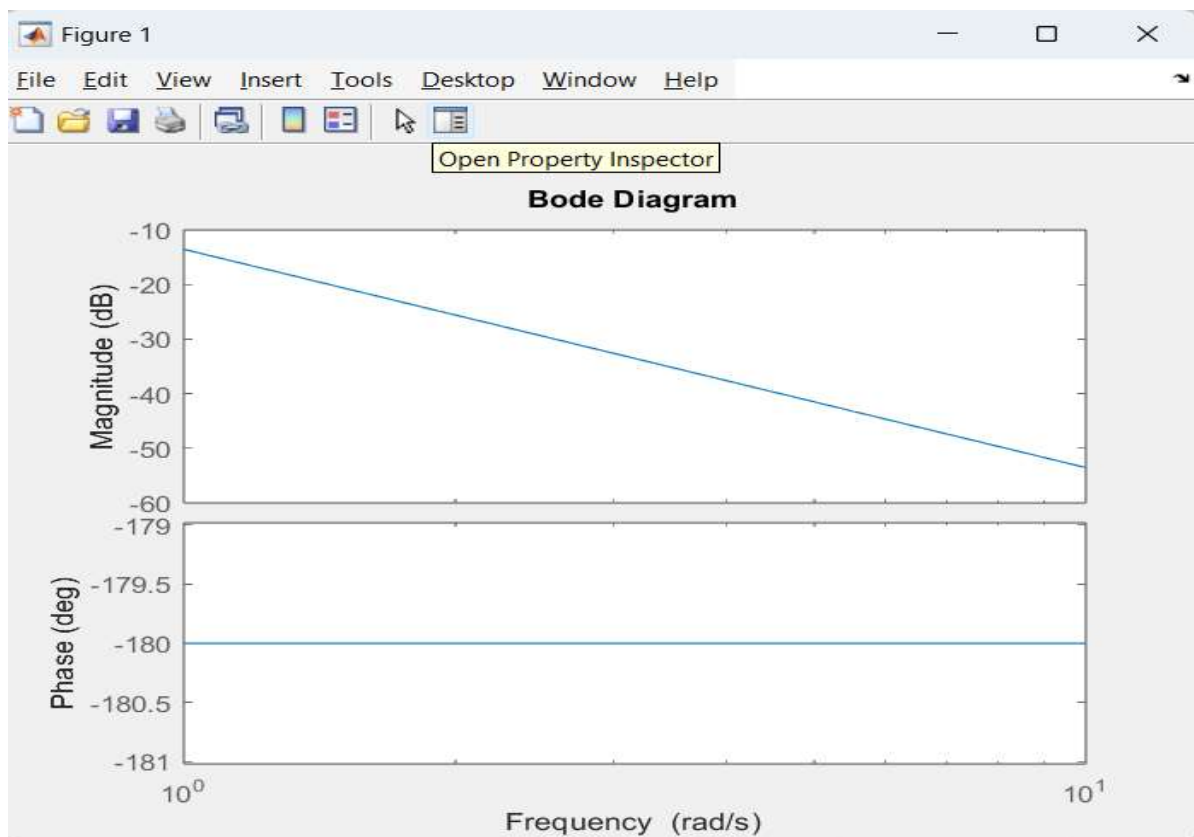 Figure 1
File Edit View Insert Tools Desktop Window Help
Open Property Inspector
Bode Diagram
Magnitude (dB)
-10
-20
-30
-40
-50
-60
Phase (deg)
-179
-179.5
-180
-180.5
-181
10^0 10^1
Frequency (rad/s)